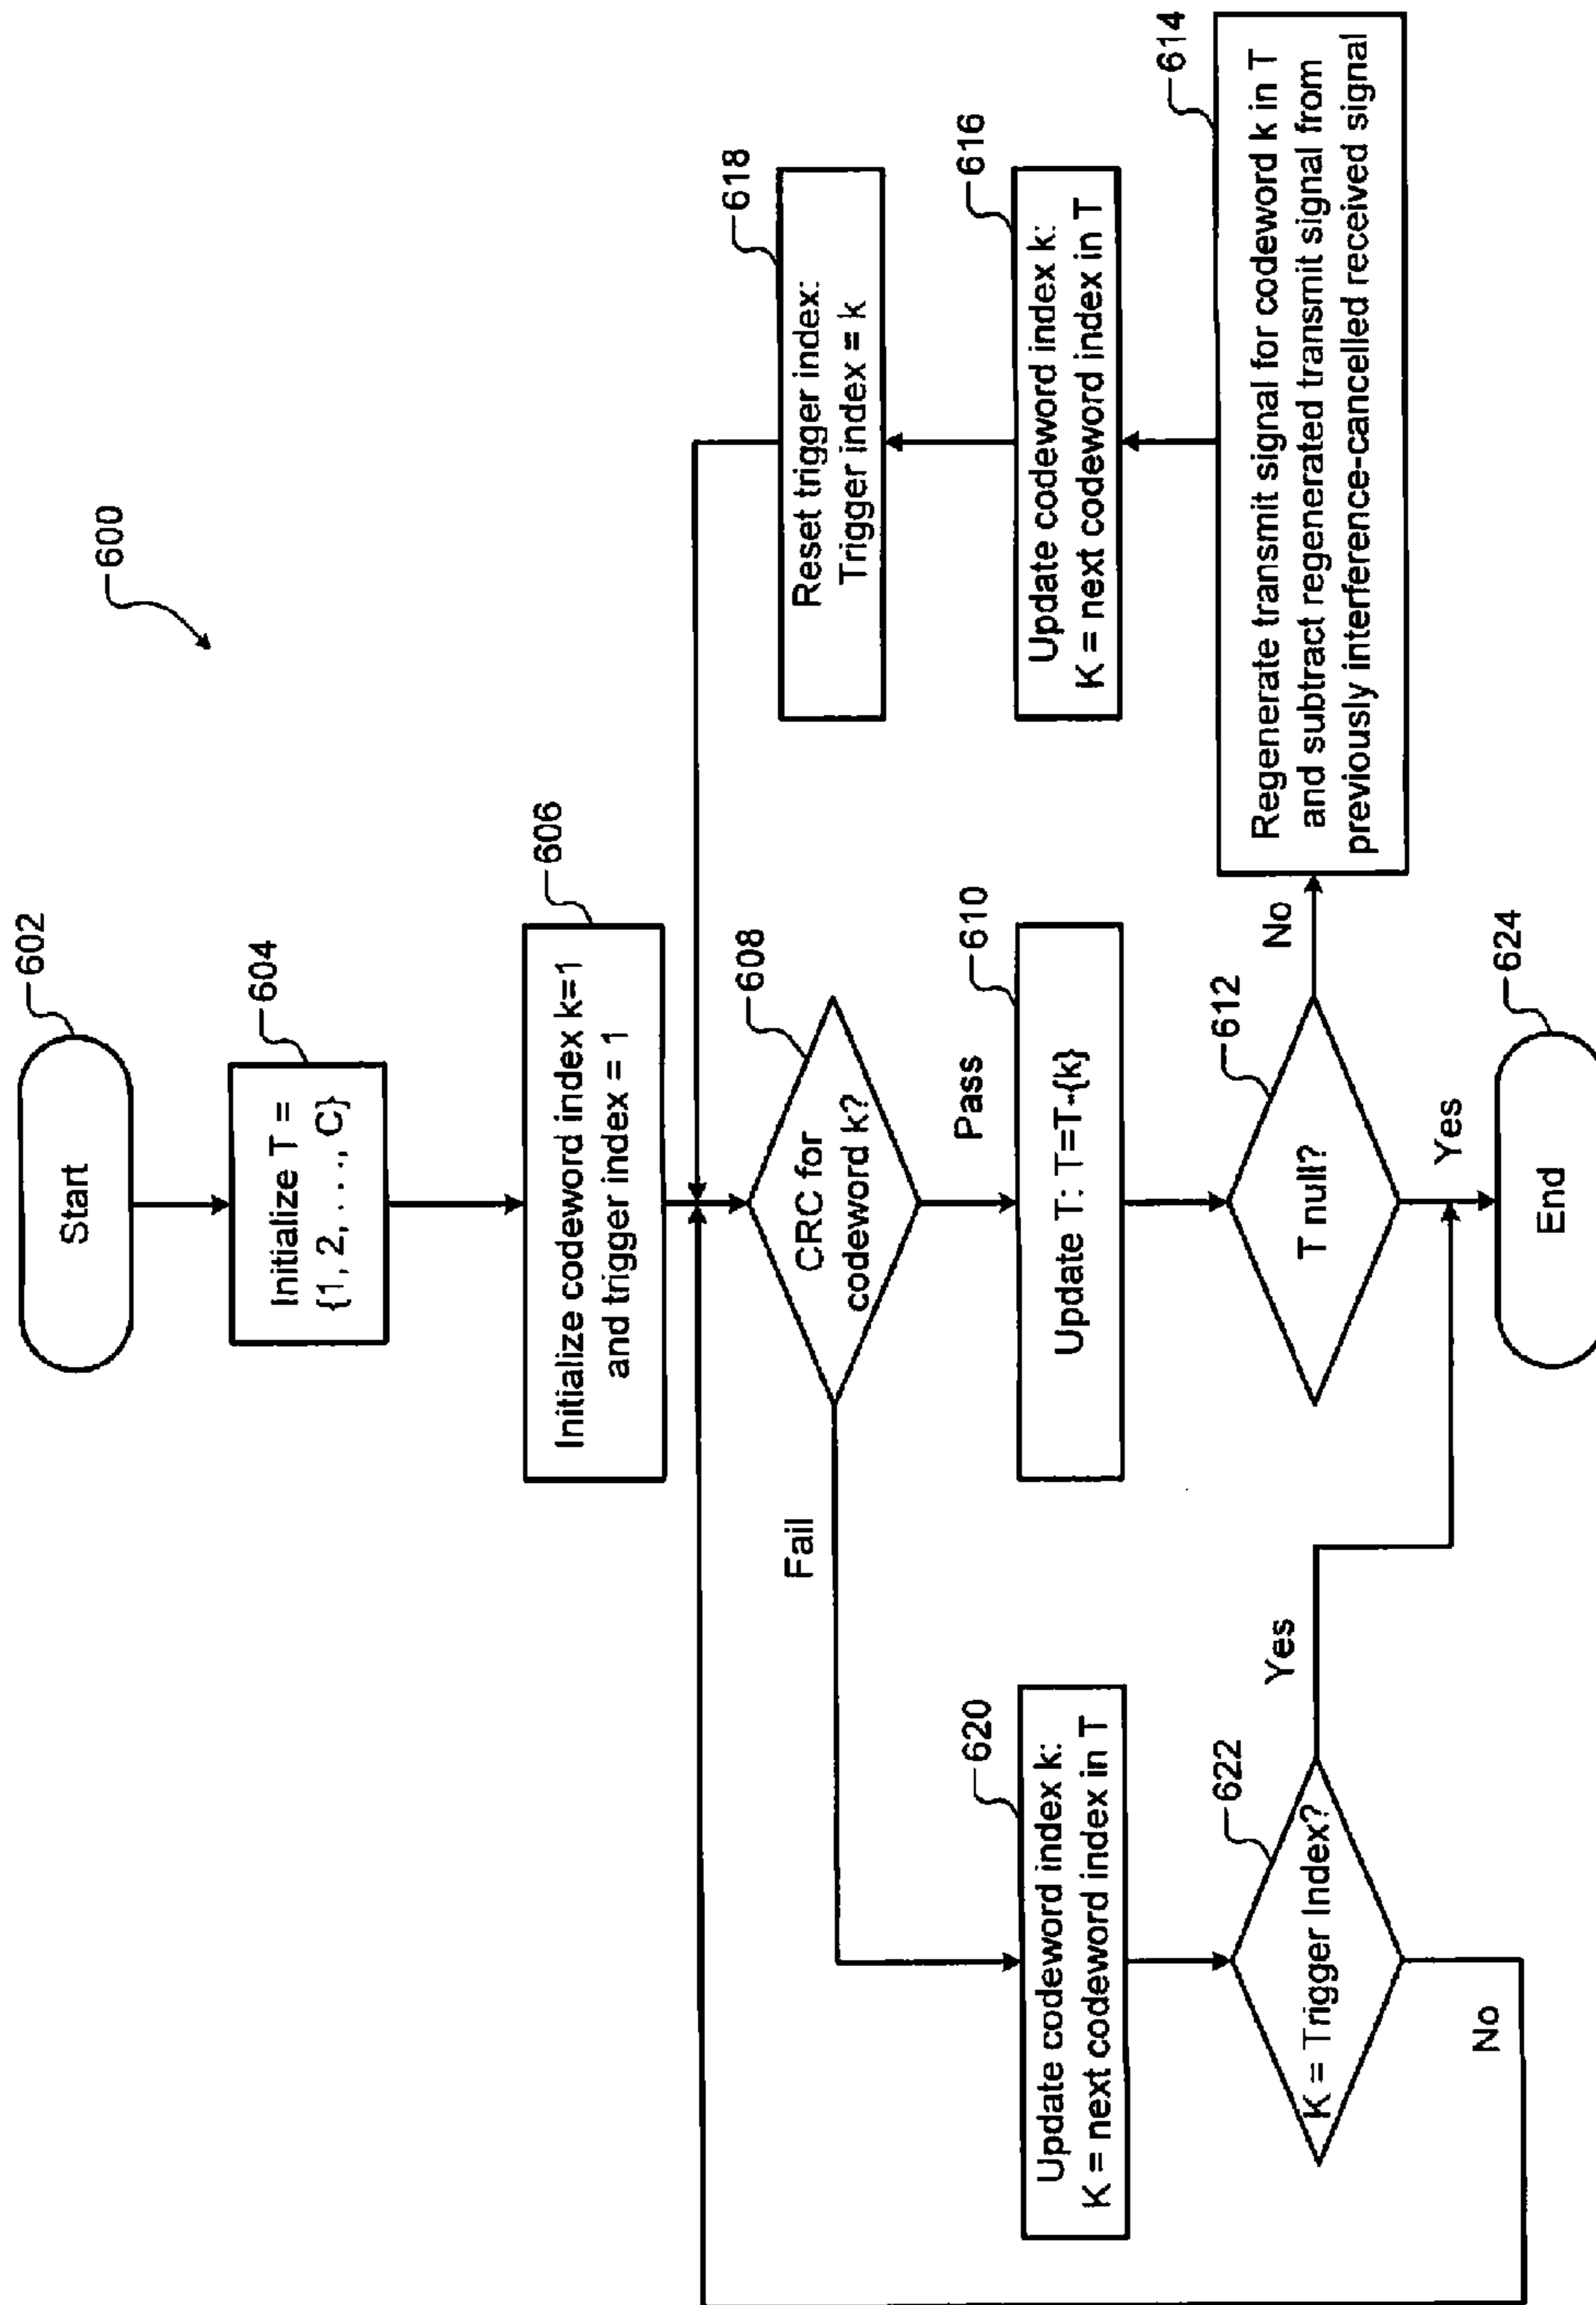 600
602
Start
604
Initialize T =
{1, 2, . . ., C}
606
Initialize codeword index k=1
and trigger index = 1
608
CRC for
codeword k?
Fail
Pass
610
Update T: T=T-{k}
612
T null?
No
Yes
614
Regenerate transmit signal for codeword k in T
and subtract regenerated transmit signal from
previously interference-cancelled received signal
616
Update codeword index k:
K = next codeword index in T
618
Reset trigger index:
Trigger index = k
620
Update codeword index k:
K = next codeword index in T
622
K = Trigger Index?
Yes
No
624
End